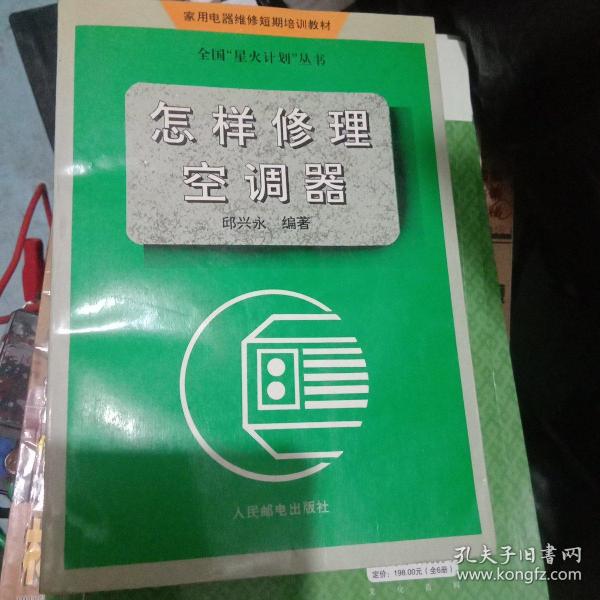 家用电器维修短期培训教材
全国“星火计划”丛书
怎样修理
空调器
邱兴永 编著
人民邮电出版社
定价：198.00元（全6册）
孔夫子旧书网
www.kongfz.com